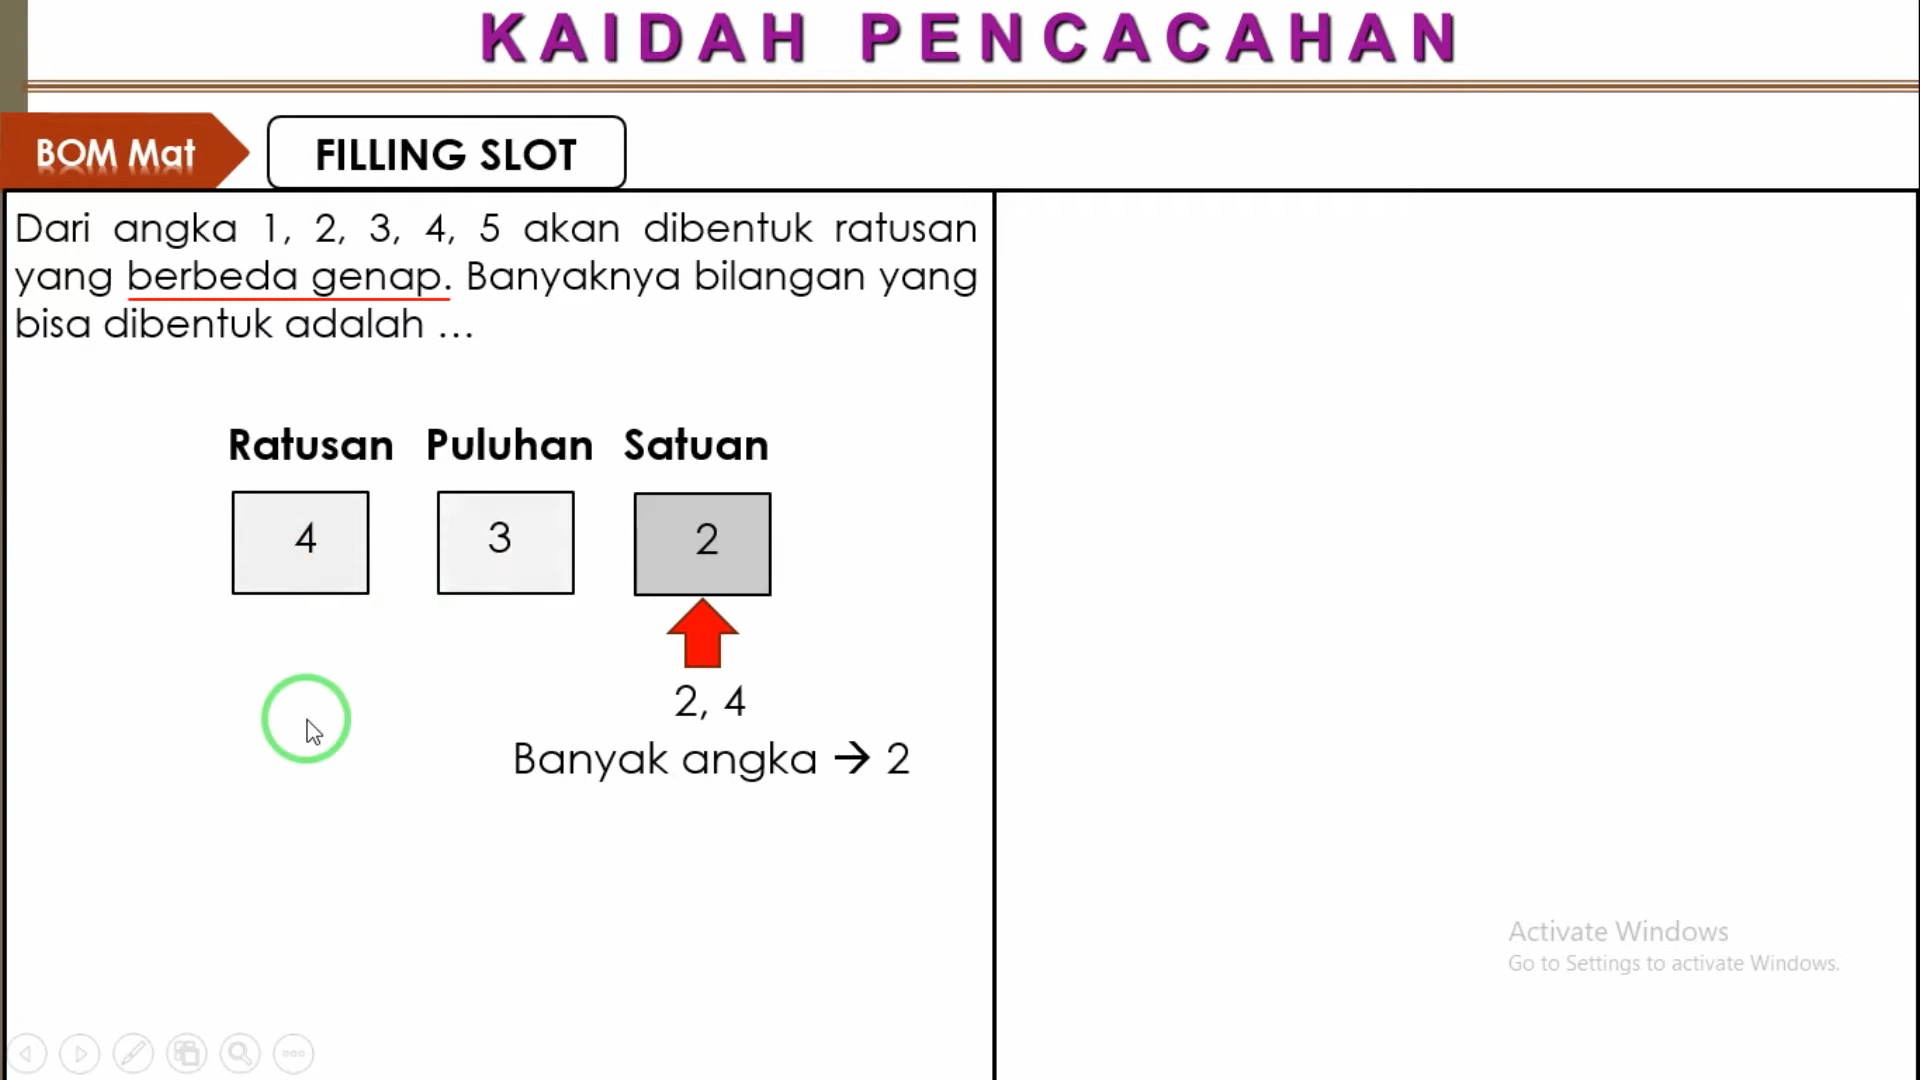 KAIDAH PENCACAHAN
BOM Mat
FILLING SLOT
Dari angka 1, 2, 3, 4, 5 akan dibentuk ratusan
yang berbeda genap. Banyaknya bilangan yang
bisa dibentuk adalah ...
Ratusan Puluhan Satuan
4 3 2
2, 4
Banyak angka → 2
Activate Windows
Go to Settings to activate Windows.